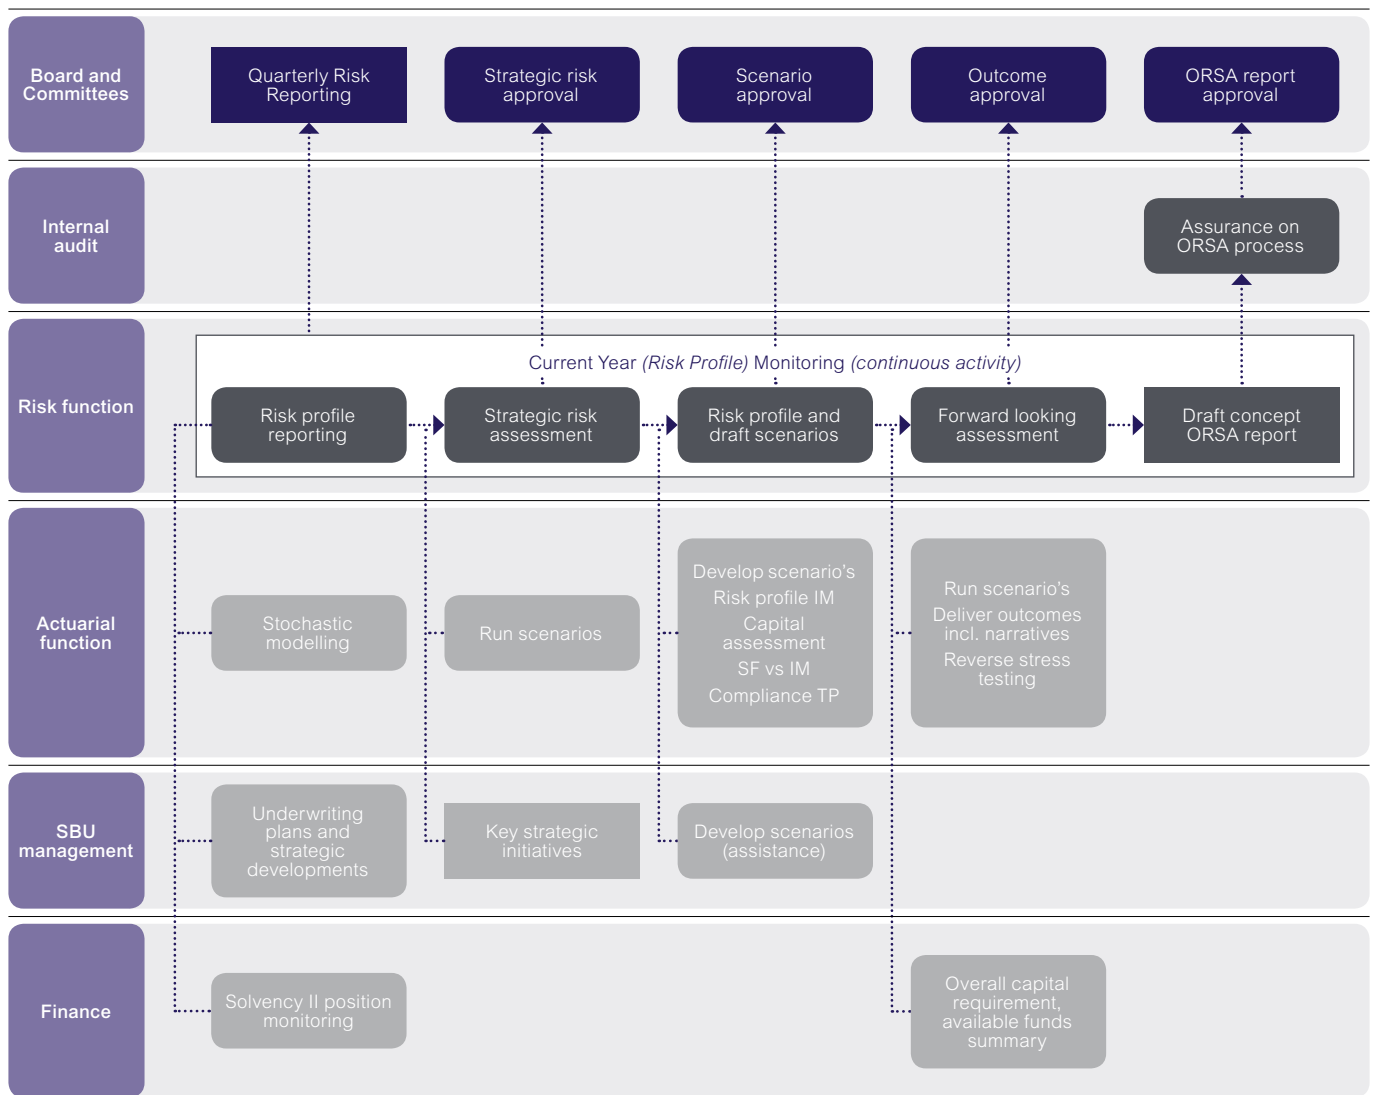 Board and
Committees
Quarterly Risk
Reporting
Strategic risk
approval
Scenario
approval
Outcome
approval
ORSA report
approval
Internal
audit
Assurance on
ORSA process
Risk function
Current Year (Risk Profile) Monitoring (continuous activity)
Risk profile
reporting
Strategic risk
assessment
Risk profile and
draft scenarios
Forward looking
assessment
Draft concept
ORSA report
Actuarial
function
Stochastic
modelling
Run scenarios
Develop scenario's
Risk profile IM
Capital
assessment
SF vs IM
Compliance TP
Run scenario's
Deliver outcomes
incl. narratives
Reverse stress
testing
SBU
management
Underwriting
plans and
strategic
developments
Key strategic
initiatives
Develop scenarios
(assistance)
Finance
Solvency II position
monitoring
Overall capital
requirement,
available funds
summary